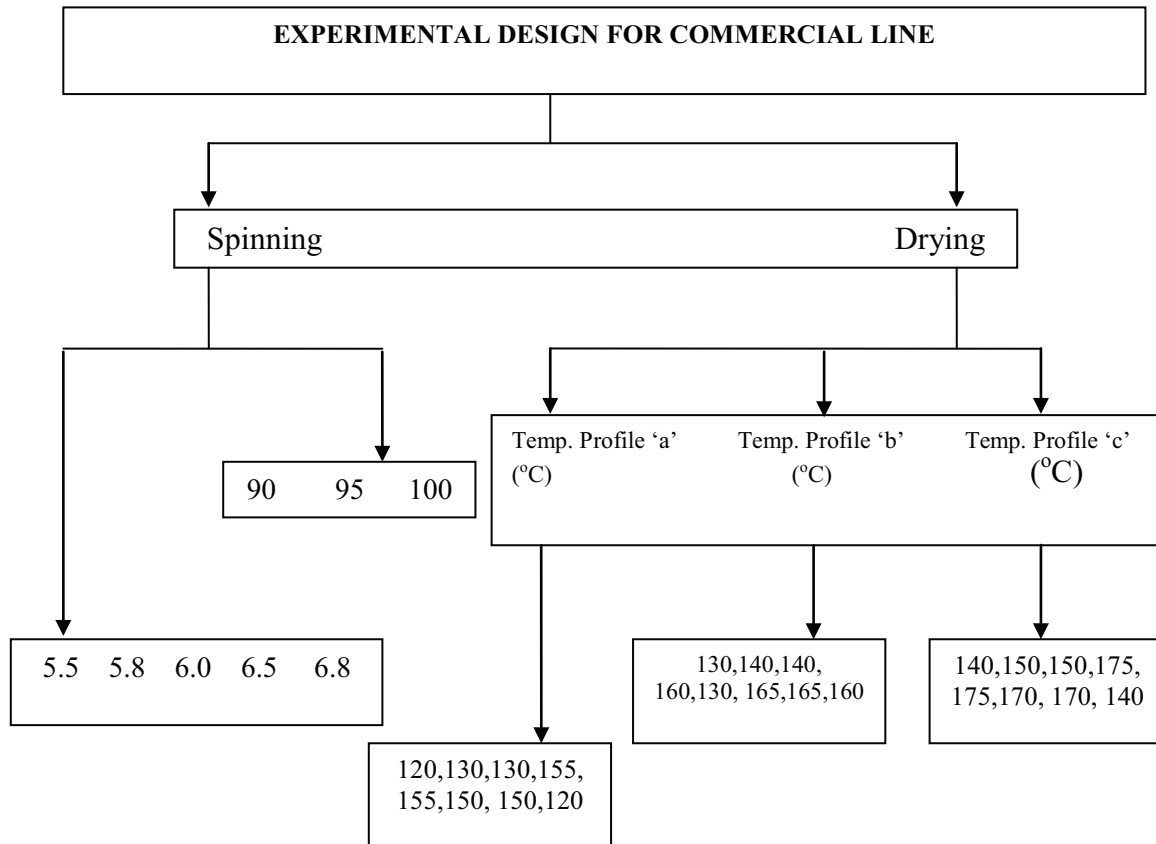 EXPERIMENTAL DESIGN FOR COMMERCIAL LINE
Spinning Drying
Temp. Profile ‘a’ Temp. Profile ‘b’ Temp. Profile ‘c’
(°C) (°C) (°C)
90 95 100
5.5 5.8 6.0 6.5 6.8
130,140,140,
160,130, 165,165,160
140,150,150,175,
175,170, 170, 140
120,130,130,155,
155,150, 150,120